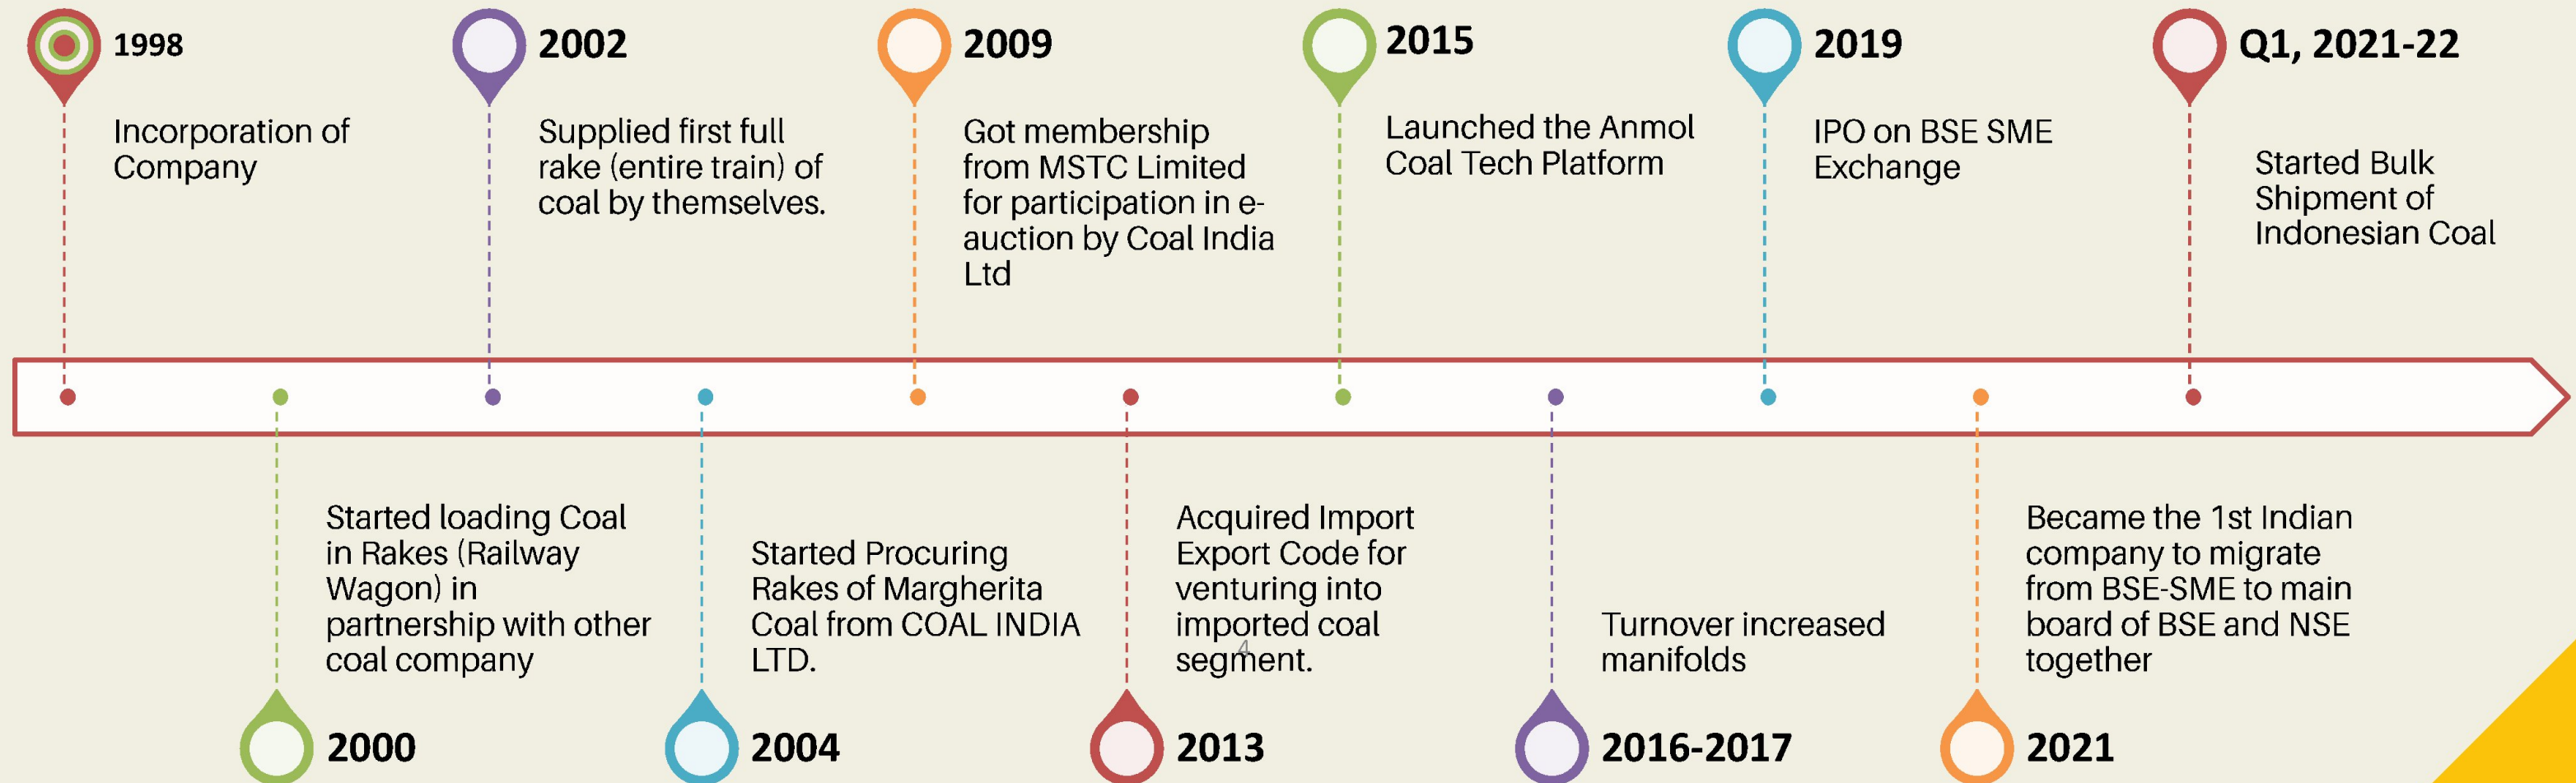 1998
Incorporation of
Company
2002
Supplied first full
rake (entire train) of
coal by themselves.
2009
Got membership
from MSTC Limited
for participation in e-
auction by Coal India
Ltd
2015
Launched the Anmol
Coal Tech Platform
2019
IPO on BSE SME
Exchange
Q1, 2021-22
Started Bulk
Shipment of
Indonesian Coal
Started loading Coal
in Rakes (Railway
Wagon) in
partnership with other
coal company
2000
Started Procuring
Rakes of Margherita
Coal from COAL INDIA
LTD.
2004
Acquired Import
Export Code for
venturing into
imported coal
segment.
4
2013
Turnover increased
manifolds
2016-2017
Became the 1st Indian
company to migrate
from BSE-SME to main
board of BSE and NSE
together
2021